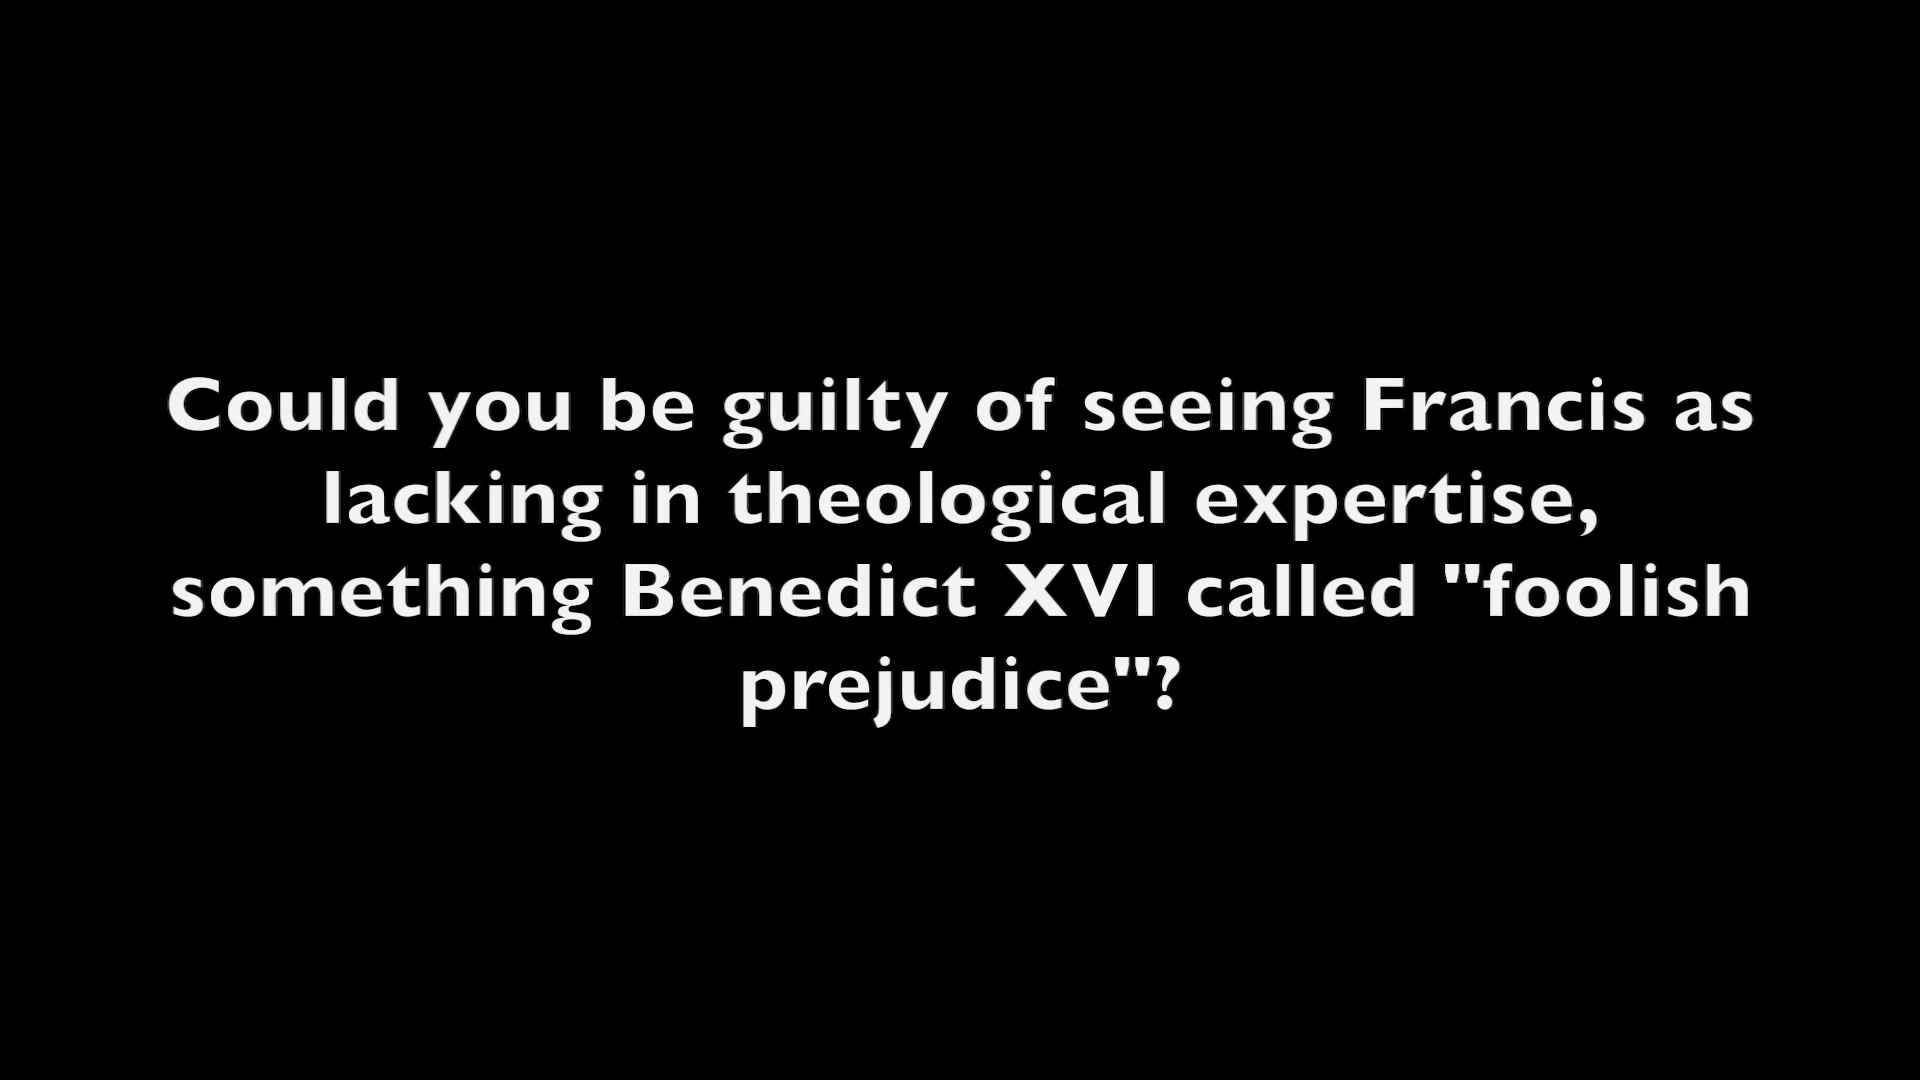 Could you be guilty of seeing Francis as
lacking in theological expertise,
something Benedict XVI called "foolish
prejudice"?